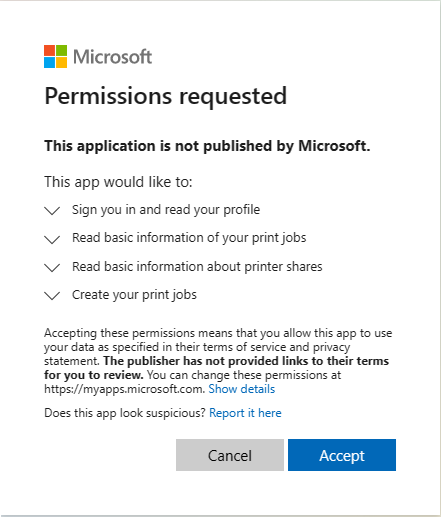 Microsoft
Permissions requested
This application is not published by Microsoft.
This app would like to:
Sign you in and read your profile
Read basic information of your print jobs
Read basic information about printer shares
Create your print jobs
Accepting these permissions means that you allow this app to use
your data as specified in their terms of service and privacy
statement. The publisher has not provided links to their terms
for you to review. You can change these permissions at
https://myapps.microsoft.com. Show details
Does this app look suspicious? Report it here
Cancel
Accept